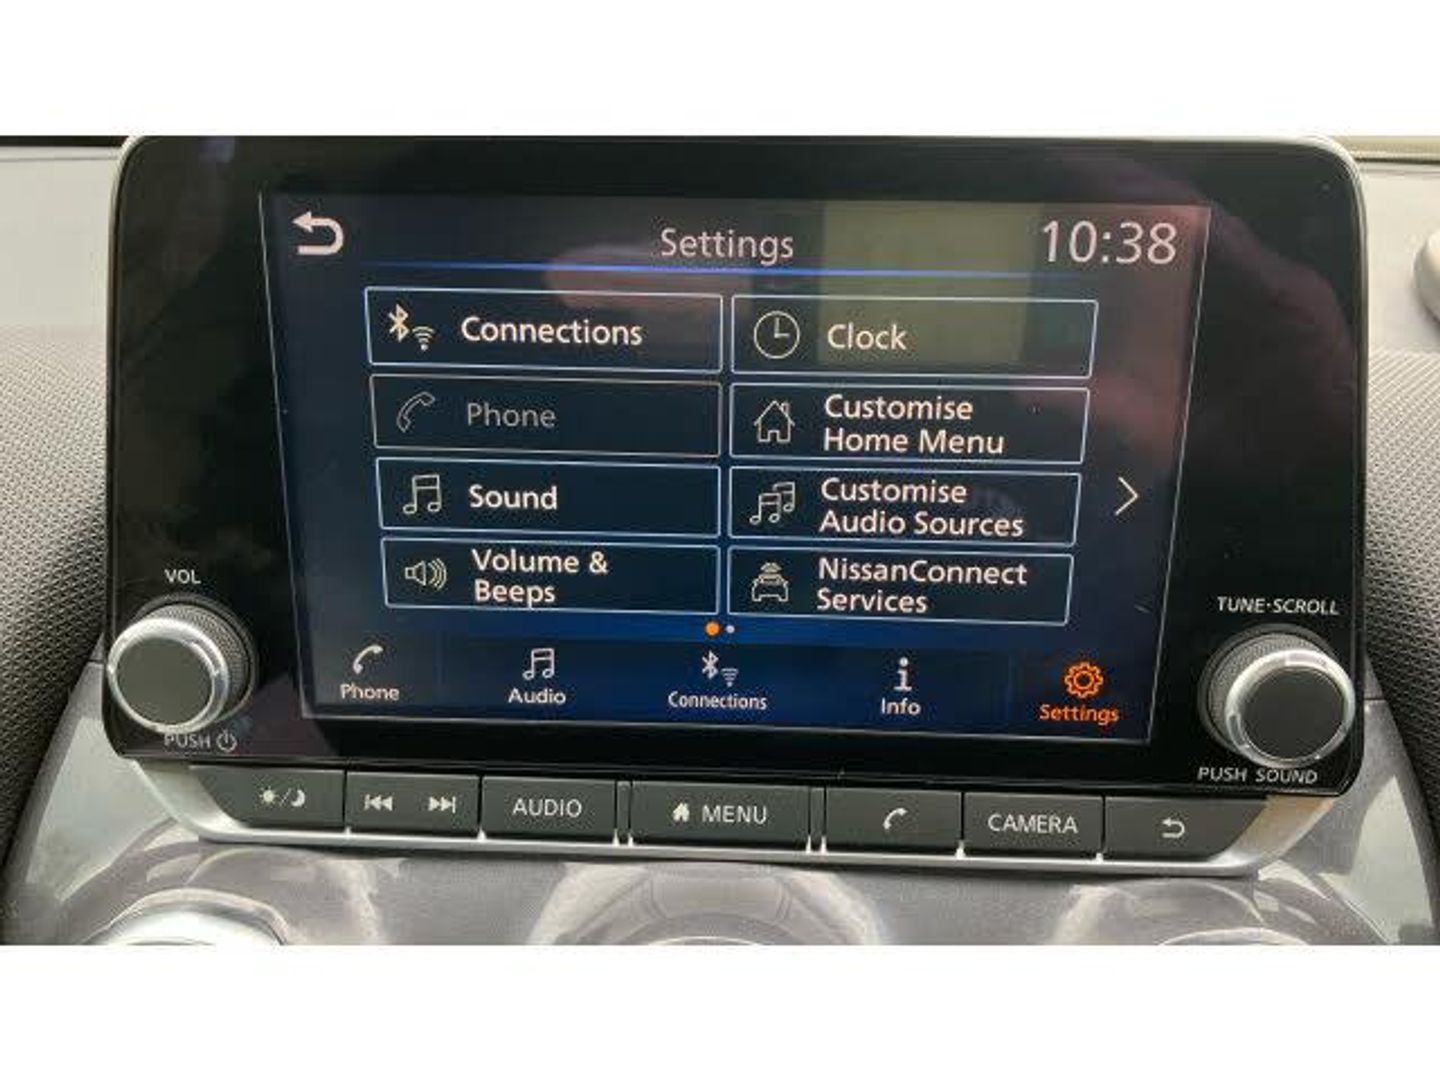 Settings
10:38
Connections
Clock
Phone
Customise
Home Menu
Sound
Customise
Audio Sources
Volume &
Beeps
NissanConnect
Services
VOL
TUNE·SCROLL
Phone
Audio
Connections
Info
Settings
PUSH
PUSH SOUND
AUDIO
MENU
CAMERA